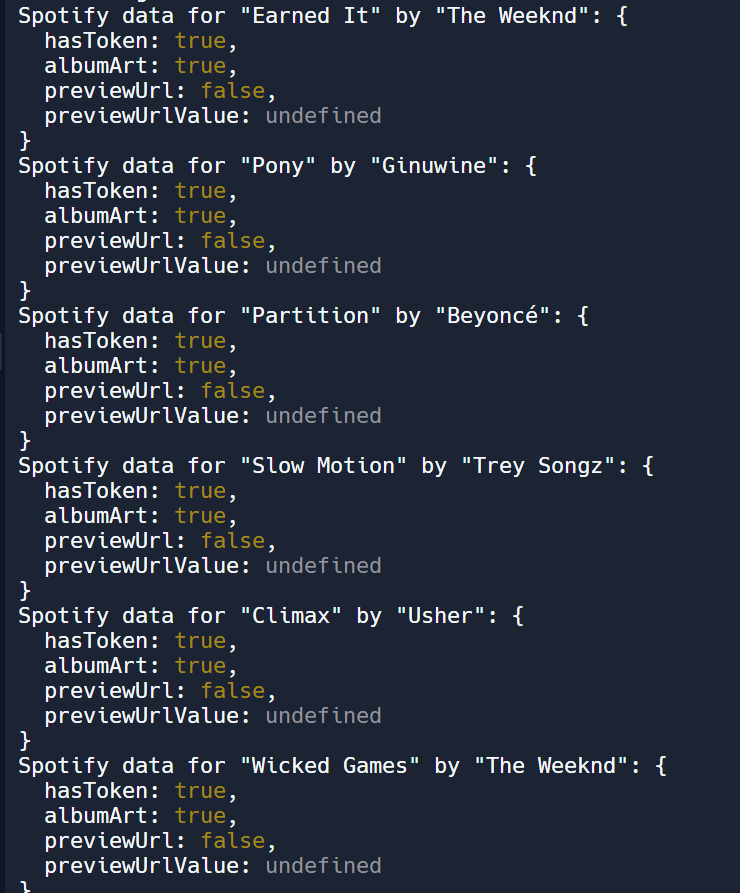 Spotify data for "Earned It" by "The Weeknd": {
  hasToken: true,
  albumArt: true,
  previewUrl: false,
  previewUrlValue: undefined
}
Spotify data for "Pony" by "Ginuwine": {
  hasToken: true,
  albumArt: true,
  previewUrl: false,
  previewUrlValue: undefined
}
Spotify data for "Partition" by "Beyoncé": {
  hasToken: true,
  albumArt: true,
  previewUrl: false,
  previewUrlValue: undefined
}
Spotify data for "Slow Motion" by "Trey Songz": {
  hasToken: true,
  albumArt: true,
  previewUrl: false,
  previewUrlValue: undefined
}
Spotify data for "Climax" by "Usher": {
  hasToken: true,
  albumArt: true,
  previewUrl: false,
  previewUrlValue: undefined
}
Spotify data for "Wicked Games" by "The Weeknd": {
  hasToken: true,
  albumArt: true,
  previewUrl: false,
  previewUrlValue: undefined
}